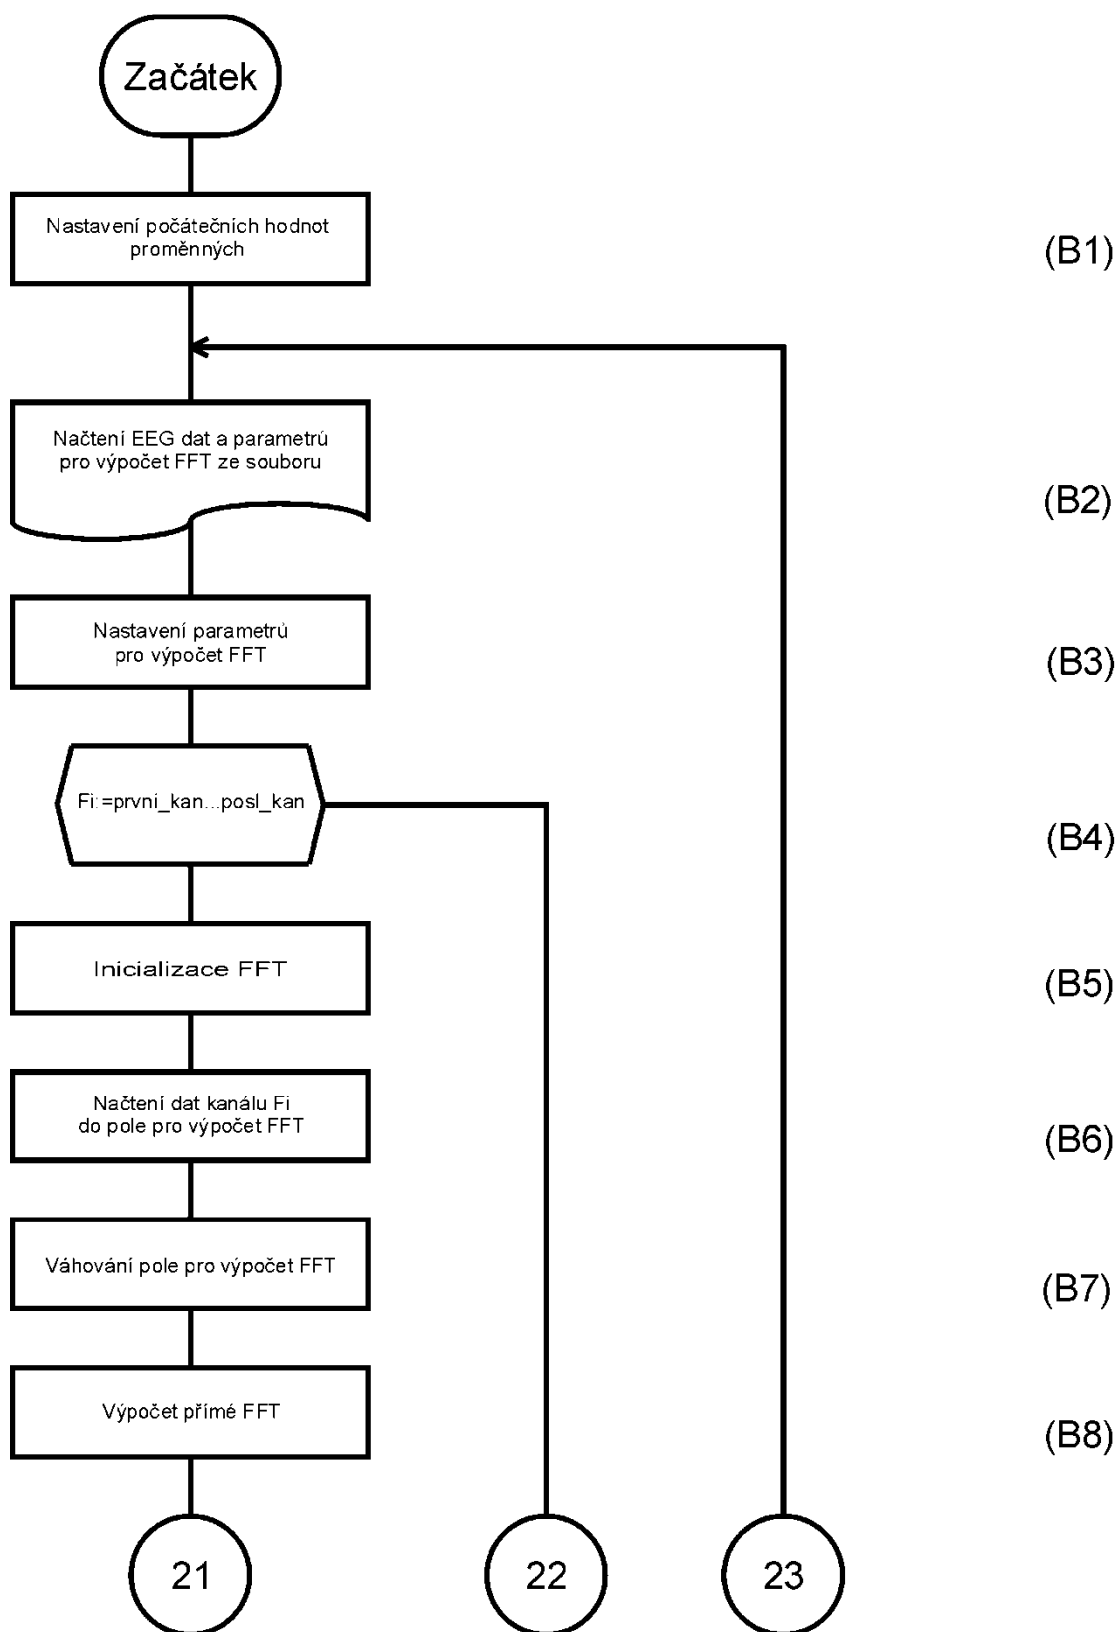 Začátek
Nastavení počátečních hodnot
proměnných
(B1)
Načtení EEG dat a parametrů
pro výpočet FFT ze souboru
(B2)
Nastavení parametrů
pro výpočet FFT
(B3)
Fi:=první_kan...posl_kan
(B4)
Inicializace FFT
(B5)
Načtení dat kanálu Fi
do pole pro výpočet FFT
(B6)
Váhování pole pro výpočet FFT
(B7)
Výpočet přímé FFT
(B8)
21
22
23